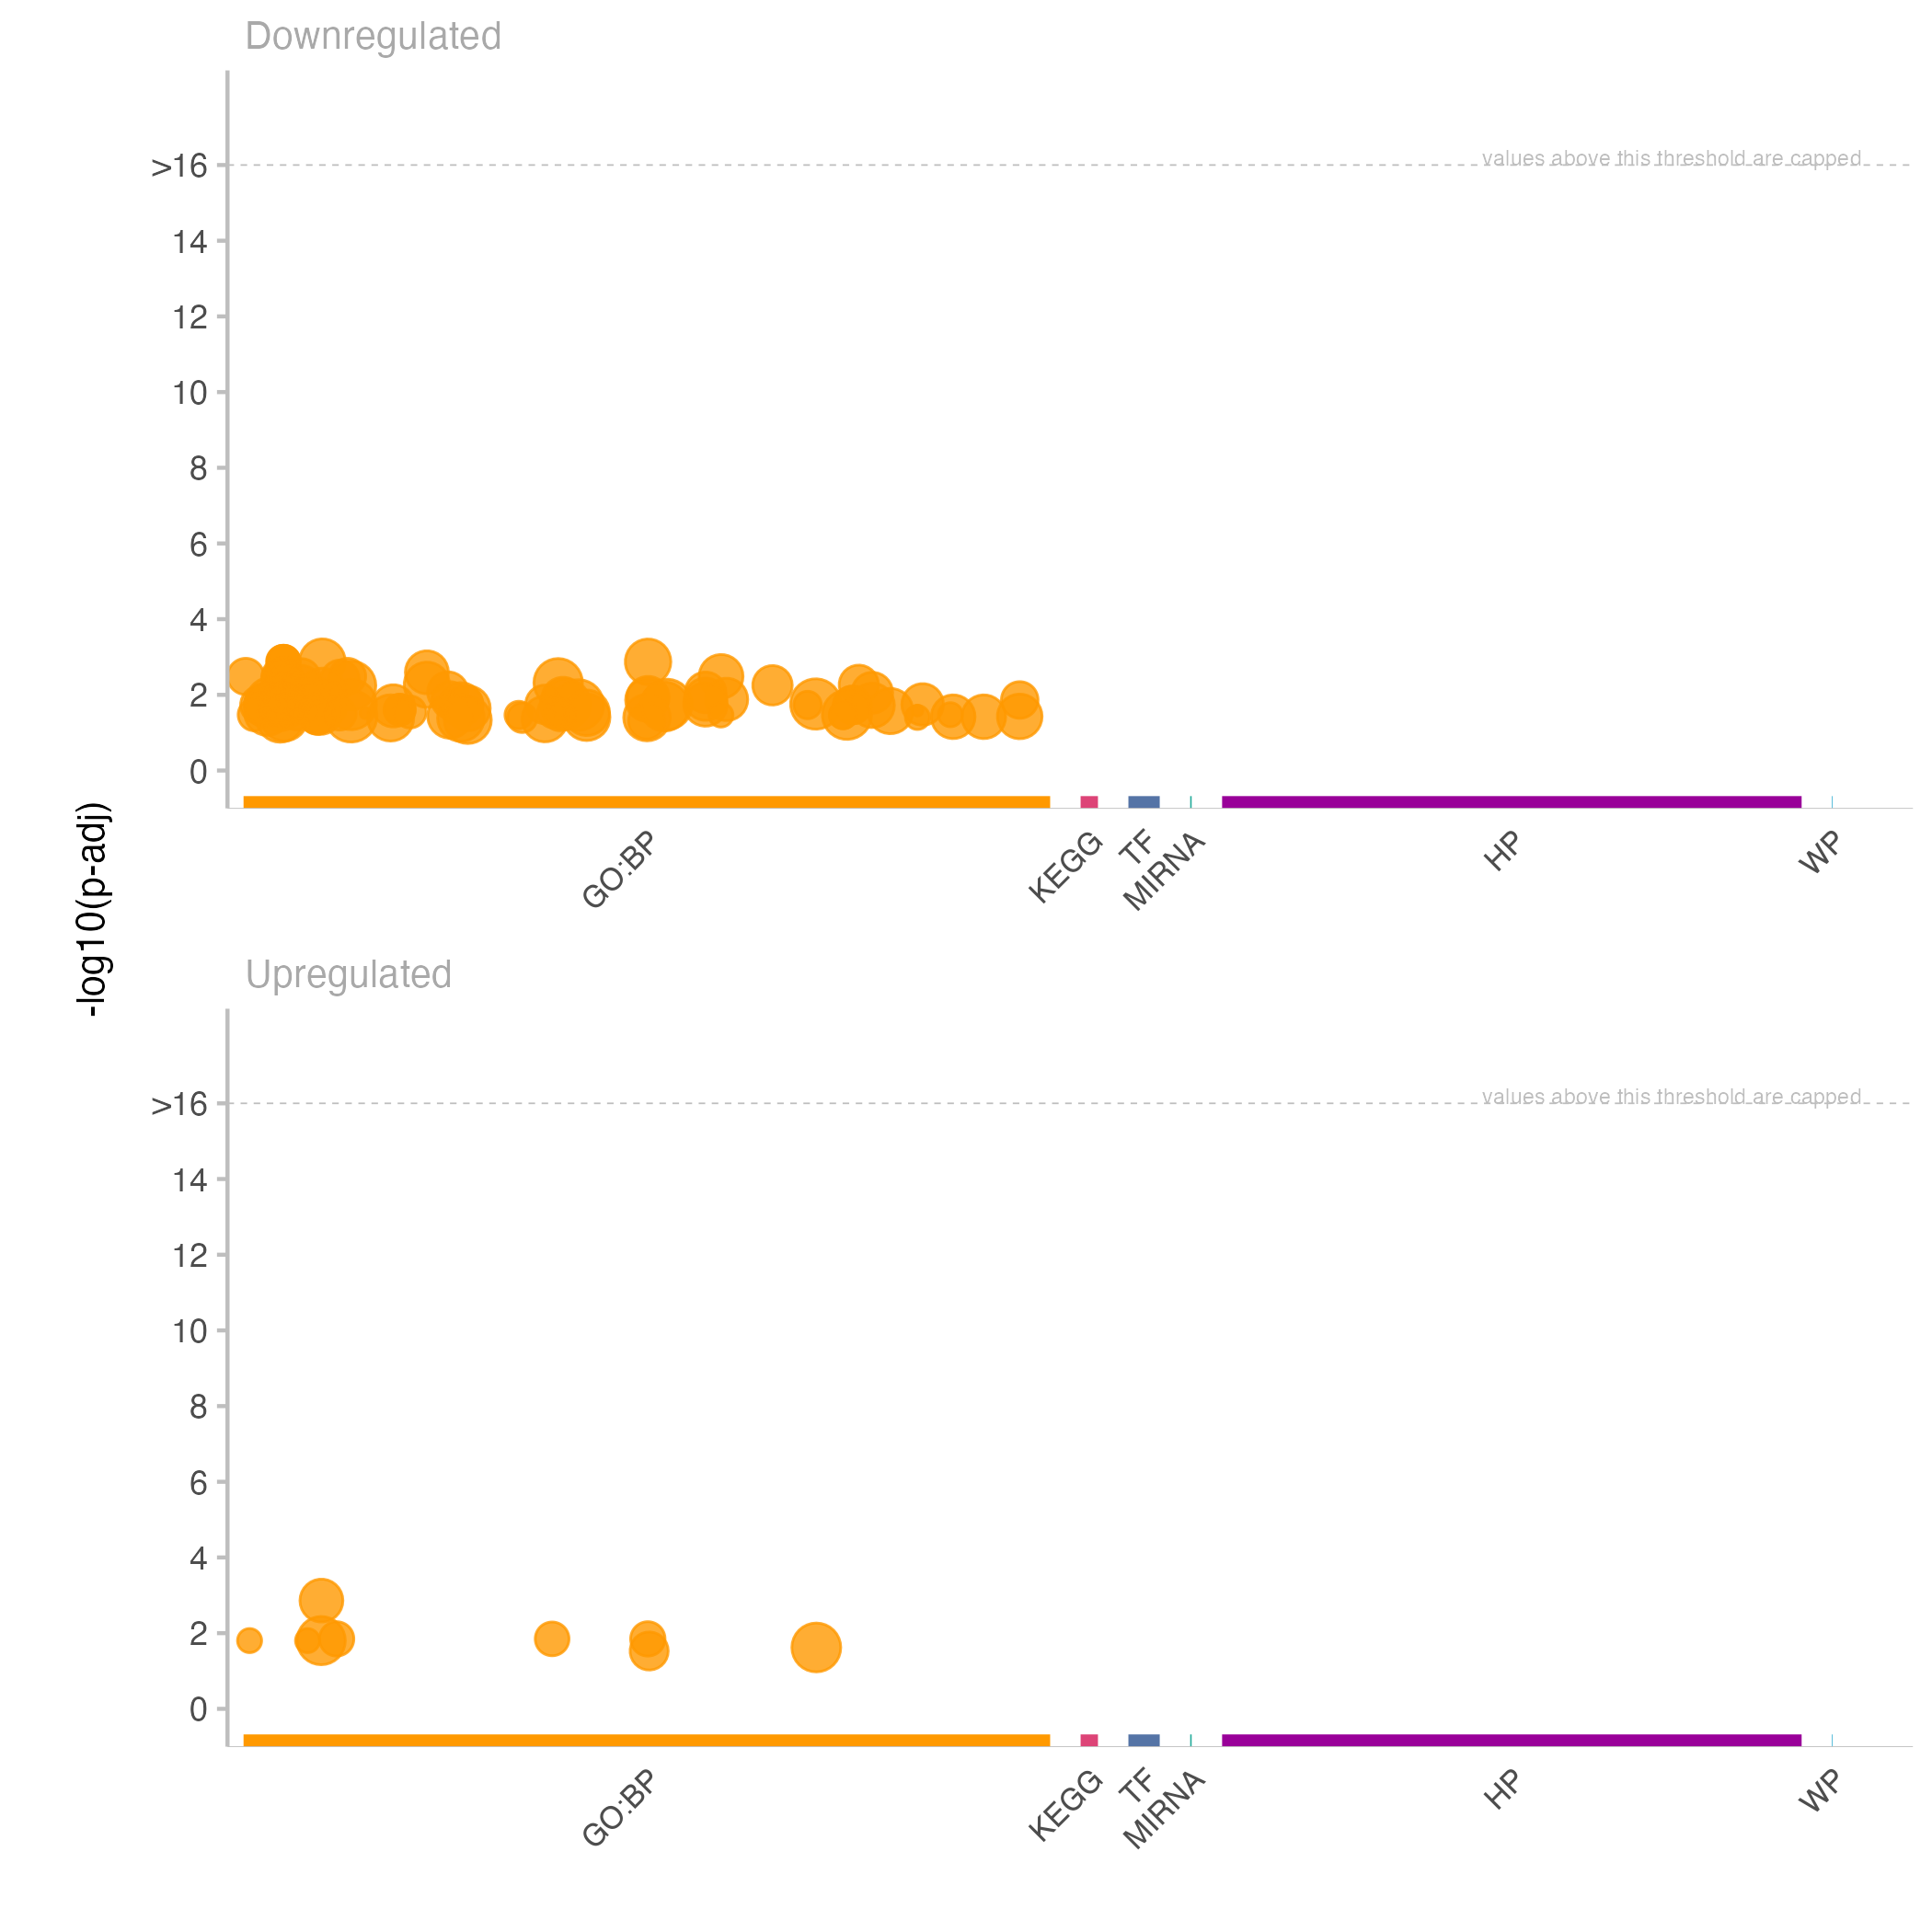 Downregulated
>16
values above this threshold are capped
14
12
10
8
6
4
2
0
GO:BP
KEGG
TF
MIRNA
HP
WP
-log10(p-adj)
Upregulated
>16
values above this threshold are capped
14
12
10
8
6
4
2
0
GO:BP
KEGG
TF
MIRNA
HP
WP